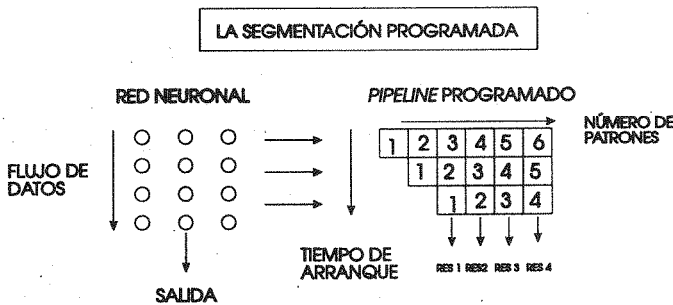 LA SEGMENTACIÓN PROGRAMADA
RED NEURONAL
PIPELINE PROGRAMADO
NÚMERO DE
PATRONES
1 2 3 4 5 6
1 2 3 4 5
1 2 3 4
FLUJO DE
DATOS
TIEMPO DE
ARRANQUE
RES 1 RES2 RES 3 RES 4
SALIDA